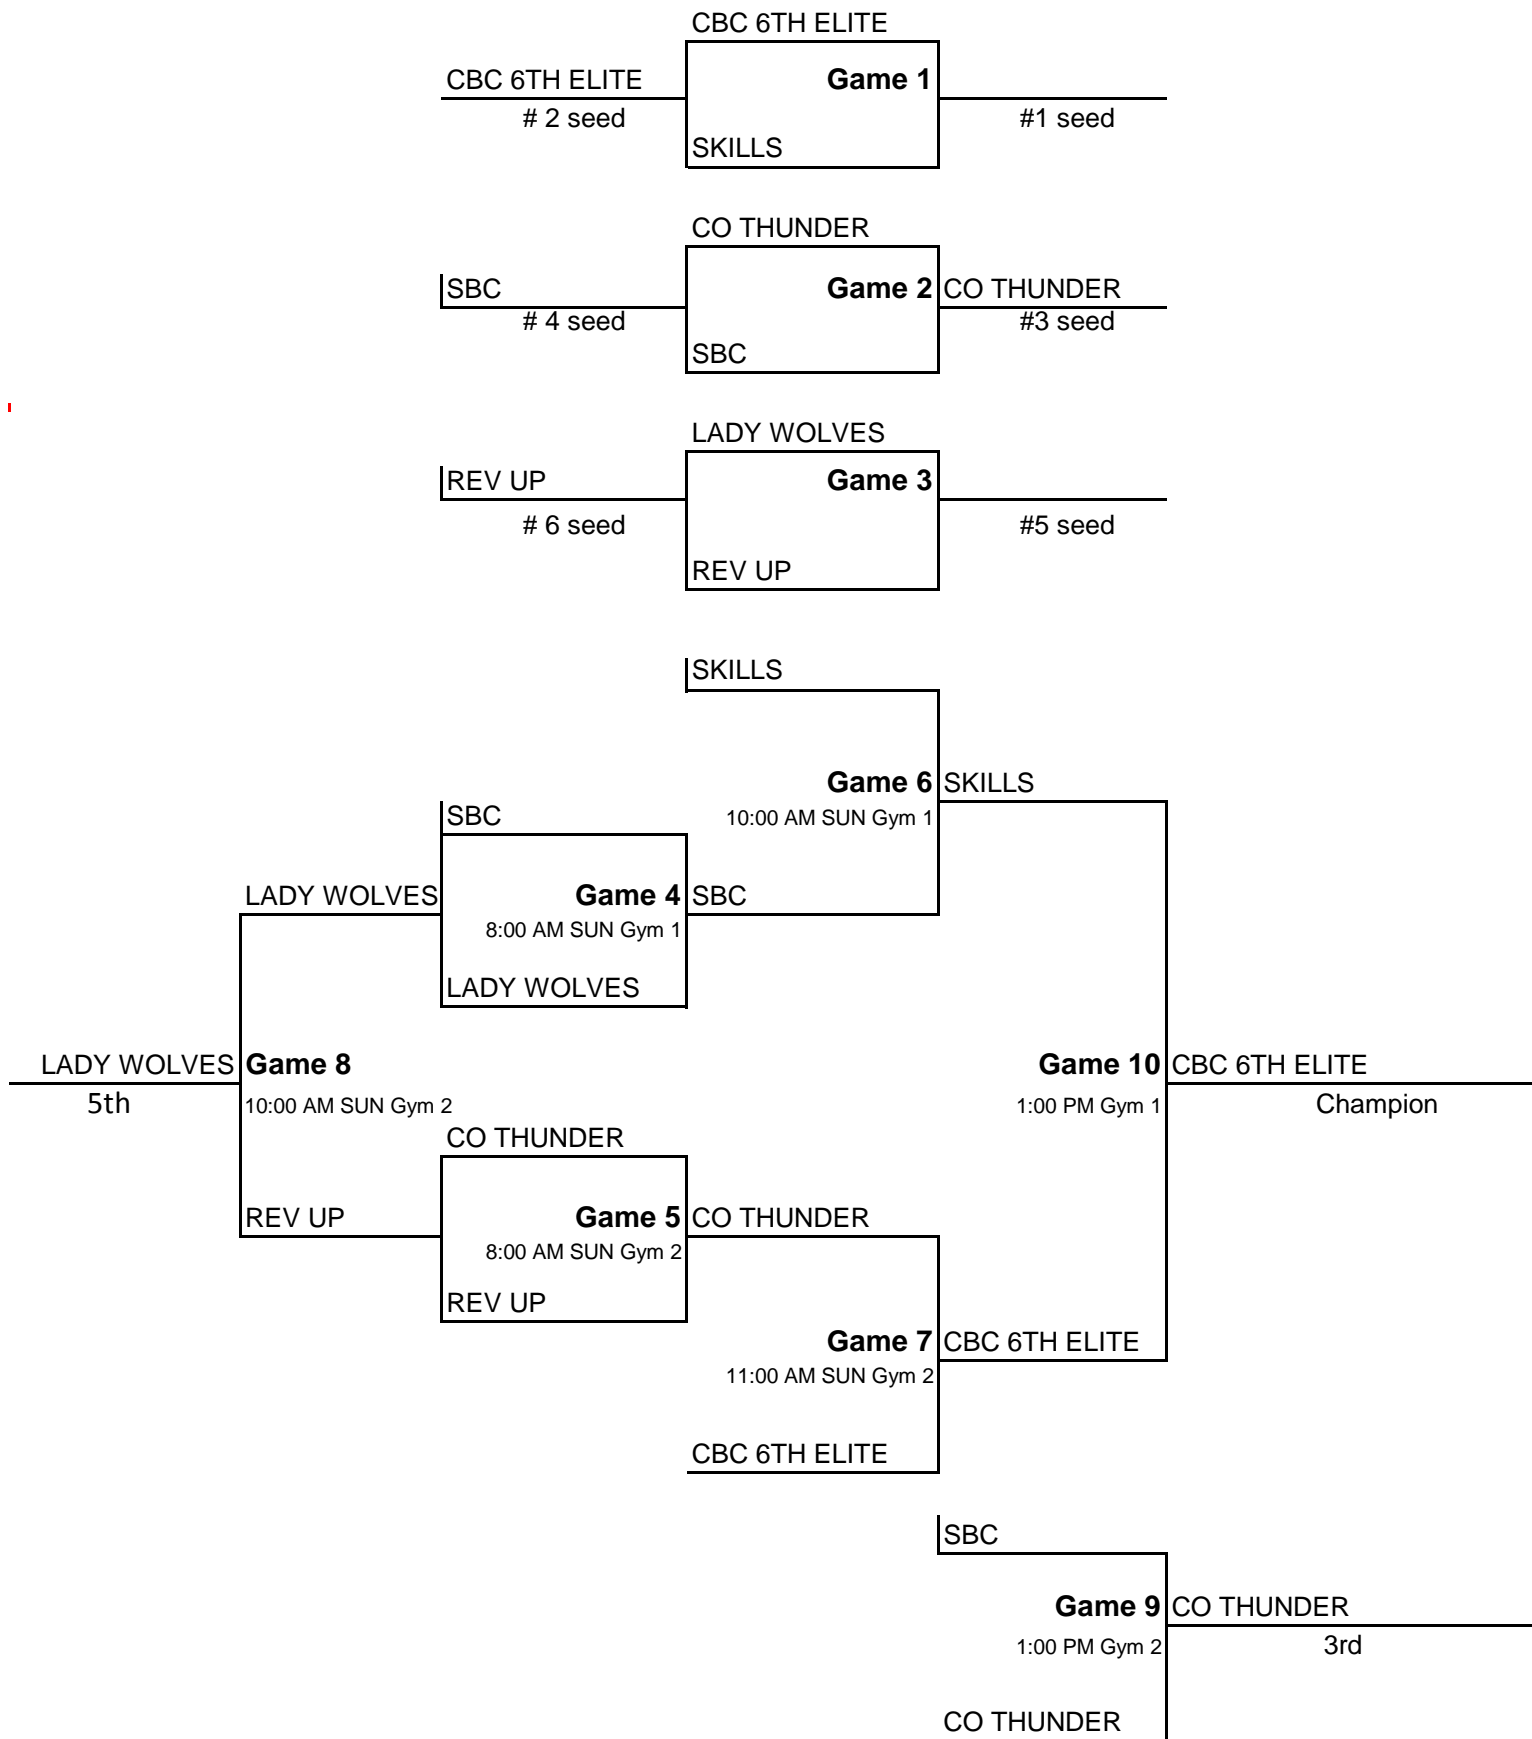 CBC 6TH ELITE
CBC 6TH ELITE
Game 1
# 2 seed
#1 seed
SKILLS
CO THUNDER
SBC
Game 2
CO THUNDER
# 4 seed
#3 seed
SBC
LADY WOLVES
REV UP
Game 3
# 6 seed
#5 seed
REV UP
SKILLS
Game 6
SKILLS
10:00 AM SUN Gym 1
SBC
LADY WOLVES
Game 4
SBC
8:00 AM SUN Gym 1
LADY WOLVES
LADY WOLVES
Game 8
Game 10
CBC 6TH ELITE
5th
10:00 AM SUN Gym 2
1:00 PM Gym 1
Champion
CO THUNDER
REV UP
Game 5
CO THUNDER
8:00 AM SUN Gym 2
REV UP
Game 7
CBC 6TH ELITE
11:00 AM SUN Gym 2
CBC 6TH ELITE
SBC
Game 9
CO THUNDER
1:00 PM Gym 2
3rd
CO THUNDER